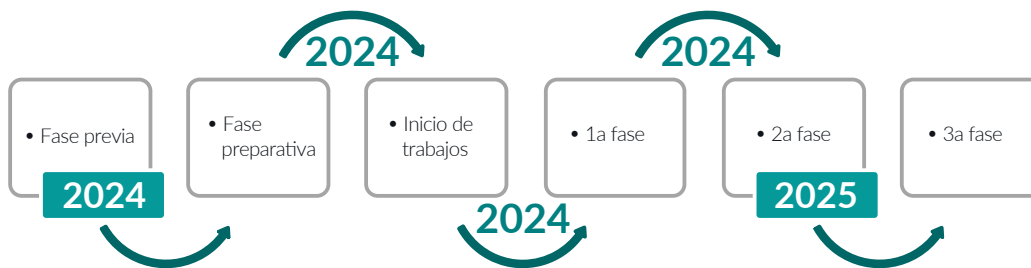 2024
2024
• Fase previa
• Fase
preparativa
• Inicio de
trabajos
• 1a fase
• 2a fase
• 3a fase
2024
2024
2025